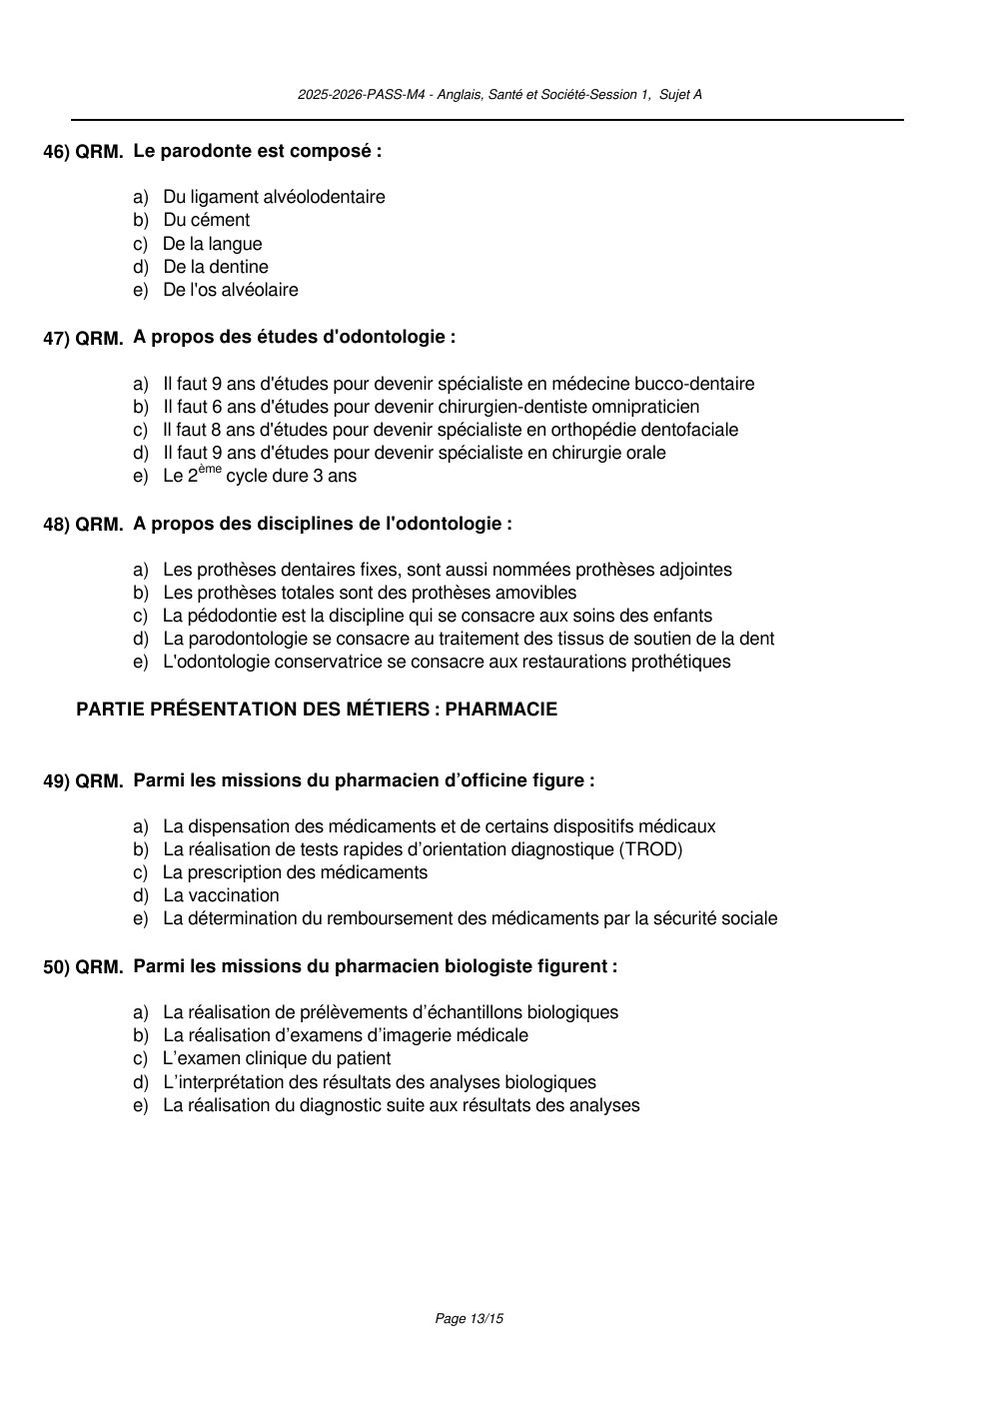 2025-2026-PASS-M4 - Anglais, Santé et Société-Session 1,  Sujet A
46) QRM. Le parodonte est composé :
a) Du ligament alvéolodentaire
b) Du cément
c) De la langue
d) De la dentine
e) De l'os alvéolaire
47) QRM. A propos des études d'odontologie :
a) Il faut 9 ans d'études pour devenir spécialiste en médecine bucco-dentaire
b) Il faut 6 ans d'études pour devenir chirurgien-dentiste omnipraticien
c) Il faut 8 ans d'études pour devenir spécialiste en orthopédie dentofaciale
d) Il faut 9 ans d'études pour devenir spécialiste en chirurgie orale
e) Le 2ème cycle dure 3 ans
48) QRM. A propos des disciplines de l'odontologie :
a) Les prothèses dentaires fixes, sont aussi nommées prothèses adjointes
b) Les prothèses totales sont des prothèses amovibles
c) La pédodontie est la discipline qui se consacre aux soins des enfants
d) La parodontologie se consacre au traitement des tissus de soutien de la dent
e) L'odontologie conservatrice se consacre aux restaurations prothétiques
PARTIE PRÉSENTATION DES MÉTIERS : PHARMACIE
49) QRM. Parmi les missions du pharmacien d’officine figure :
a) La dispensation des médicaments et de certains dispositifs médicaux
b) La réalisation de tests rapides d’orientation diagnostique (TROD)
c) La prescription des médicaments
d) La vaccination
e) La détermination du remboursement des médicaments par la sécurité sociale
50) QRM. Parmi les missions du pharmacien biologiste figurent :
a) La réalisation de prélèvements d’échantillons biologiques
b) La réalisation d’examens d’imagerie médicale
c) L’examen clinique du patient
d) L’interprétation des résultats des analyses biologiques
e) La réalisation du diagnostic suite aux résultats des analyses
Page 13/15